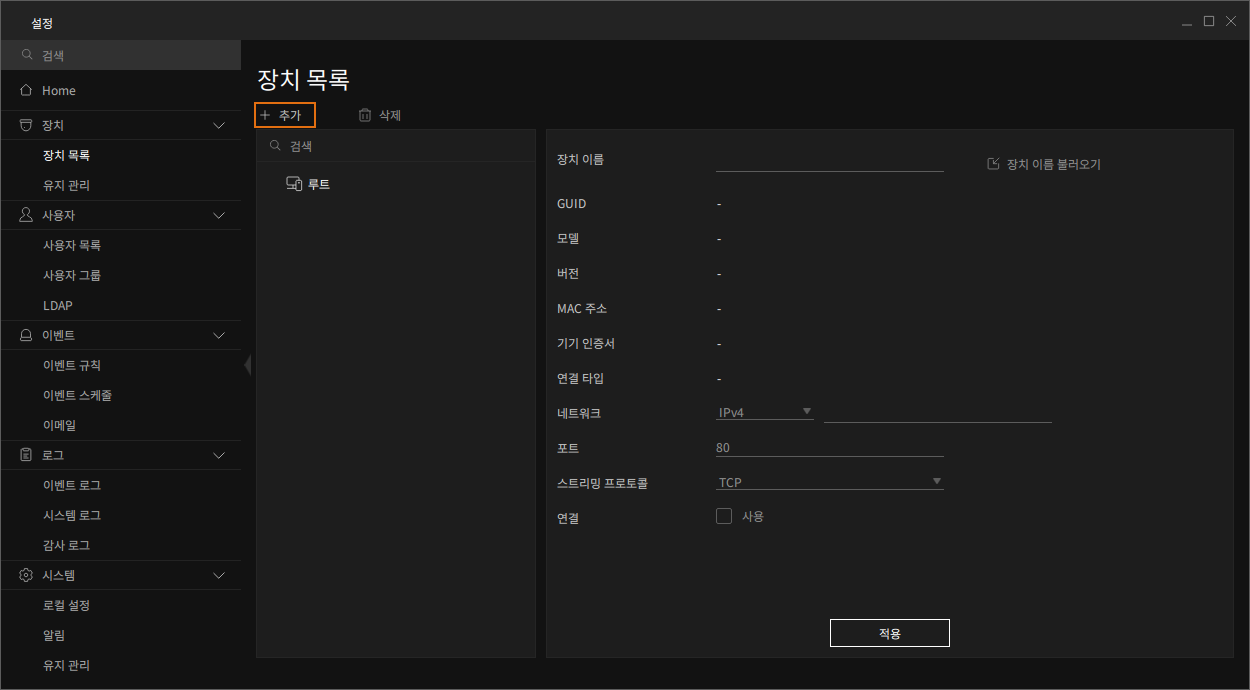 설정
검색
Home
장치
장치 목록
유지 관리
사용자
사용자 목록
사용자 그룹
LDAP
이벤트
이벤트 규칙
이벤트 스케줄
이메일
로그
이벤트 로그
시스템 로그
감사 로그
시스템
로컬 설정
알림
유지 관리
장치 목록
추가 삭제
검색
루트
장치 이름 장치 이름 불러오기
GUID -
모델 -
버전 -
MAC 주소 -
기기 인증서 -
연결 타입 -
네트워크 IPv4
포트 80
스트리밍 프로토콜 TCP
연결 사용
적용